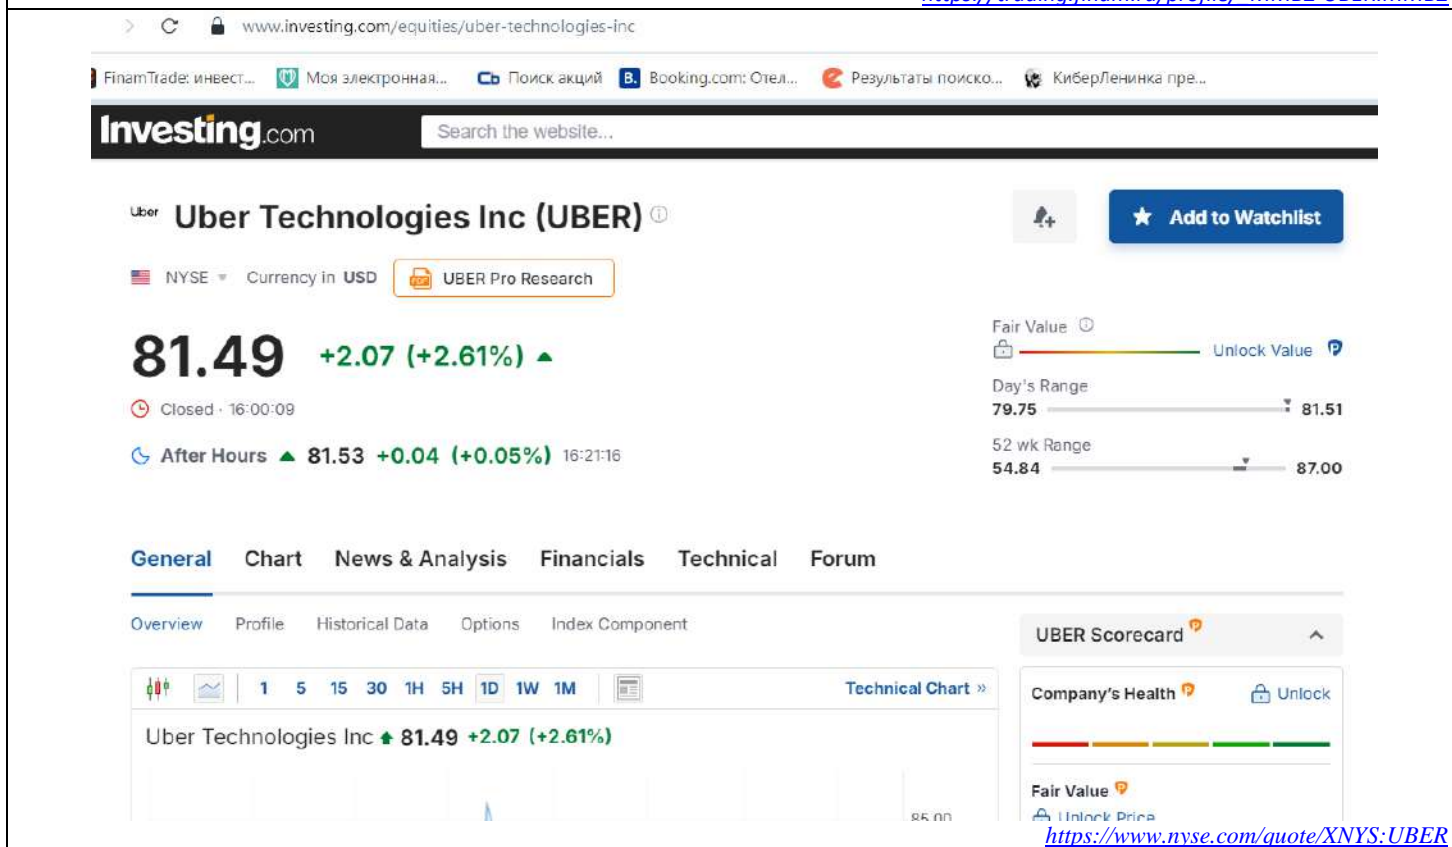 www.investing.com/equities/uber-technologies-inc
FinamTrade: инвест... Моя электронная... Сь Поиск акций B. Booking.com: Отел... Результаты поиско... КиберЛенинка пре...
Investing.com Search the website...
Uber Uber Technologies Inc (UBER)
Add to Watchlist
NYSE Currency in USD UBER Pro Research
81.49 +2.07 (+2.61%)
Closed · 16:00:09
After Hours 81.53 +0.04 (+0.05%) 16:21:16
Fair Value
Unlock Value
Day's Range
79.75 81.51
52 wk Range
54.84 87.00
General Chart News & Analysis Financials Technical Forum
Overview Profile Historical Data Options Index Component
1 5 15 30 1H 5H 1D 1W 1M Technical Chart »
Uber Technologies Inc 81.49 +2.07 (+2.61%)
85.00
UBER Scorecard
Company's Health Unlock
Fair Value
Unlock Price
https://www.nyse.com/quote/XNYS:UBER